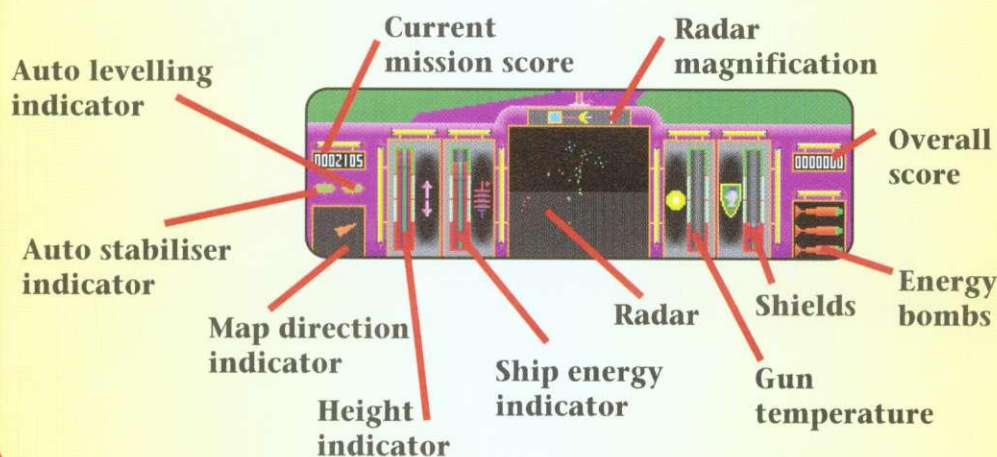 Current
mission score
Radar
magnification
Auto levelling
indicator
Overall
score
0002105
0000000
Auto stabiliser
indicator
Map direction
indicator
Radar
Shields
Energy
bombs
Ship energy
indicator
Gun
temperature
Height
indicator